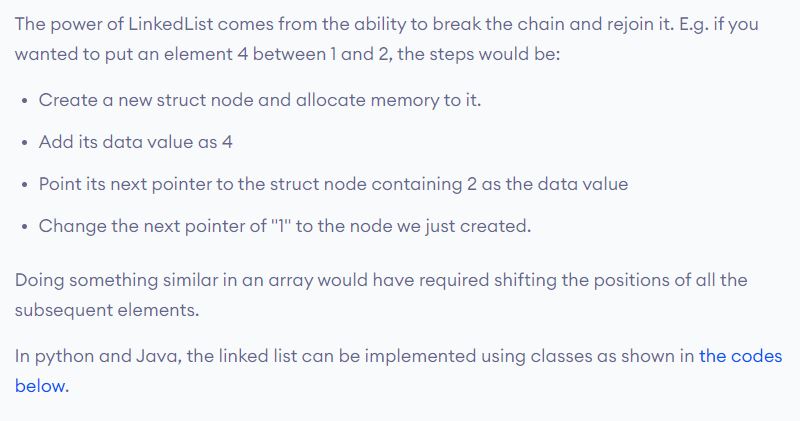 The power of LinkedList comes from the ability to break the chain and rejoin it. E.g. if you
wanted to put an element 4 between 1 and 2, the steps would be:
• Create a new struct node and allocate memory to it.
• Add its data value as 4
• Point its next pointer to the struct node containing 2 as the data value
• Change the next pointer of "1" to the node we just created.
Doing something similar in an array would have required shifting the positions of all the
subsequent elements.
In python and Java, the linked list can be implemented using classes as shown in the codes
below.